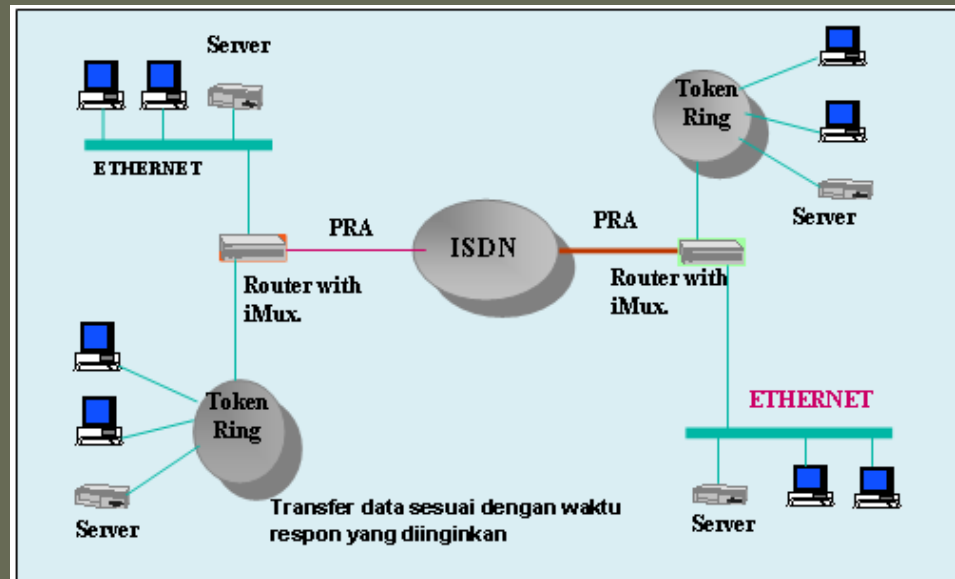 Server
ETHERNET
Token
Ring
Server
PRA
ISDN
PRA
Router with
iMux.
Router with
iMux.
Token
Ring
Server
ETHERNET
Server
Transfer data sesuai dengan waktu
respon yang diinginkan